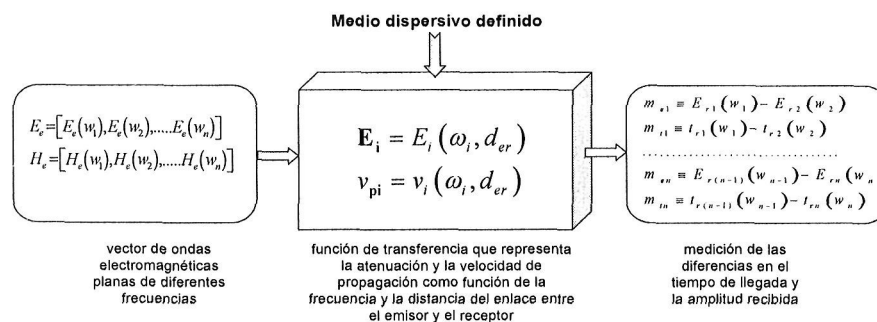 Medio dispersivo definido
E_e=[E_e(w_1),E_e(w_2),.....E_e(w_n)]
H_e=[H_e(w_1),H_e(w_2),.....H_e(w_n)]
E_i = E_i(ω_i, d_er)
v_pi = v_i(ω_i, d_er)
m_e1 ≡ E_r1(w_1) − E_r2(w_2)
m_t1 ≡ t_r1(w_1) − t_r2(w_2)
....................................
m_en ≡ E_r(n-1)(w_n-1) − E_rn(w_n
m_tn ≡ t_r(n-1)(w_n-1) − t_rn(w_n)
vector de ondas
electromagnéticas
planas de diferentes
frecuencias
función de transferencia que representa
la atenuación y la velocidad de
propagación como función de la
frecuencia y la distancia del enlace entre
el emisor y el receptor
medición de las
diferencias en el
tiempo de llegada y
la amplitud recibida